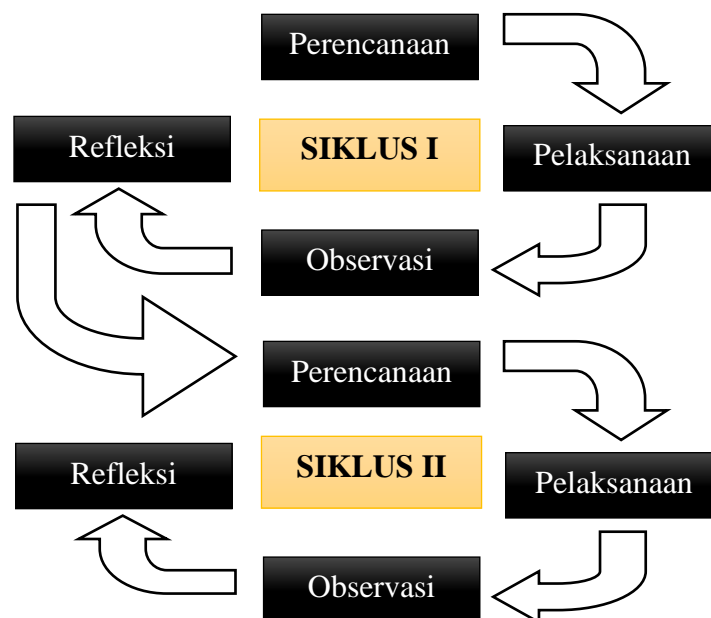 Perencanaan
Refleksi
SIKLUS I
Pelaksanaan
Observasi
Perencanaan
Refleksi
SIKLUS II
Pelaksanaan
Observasi